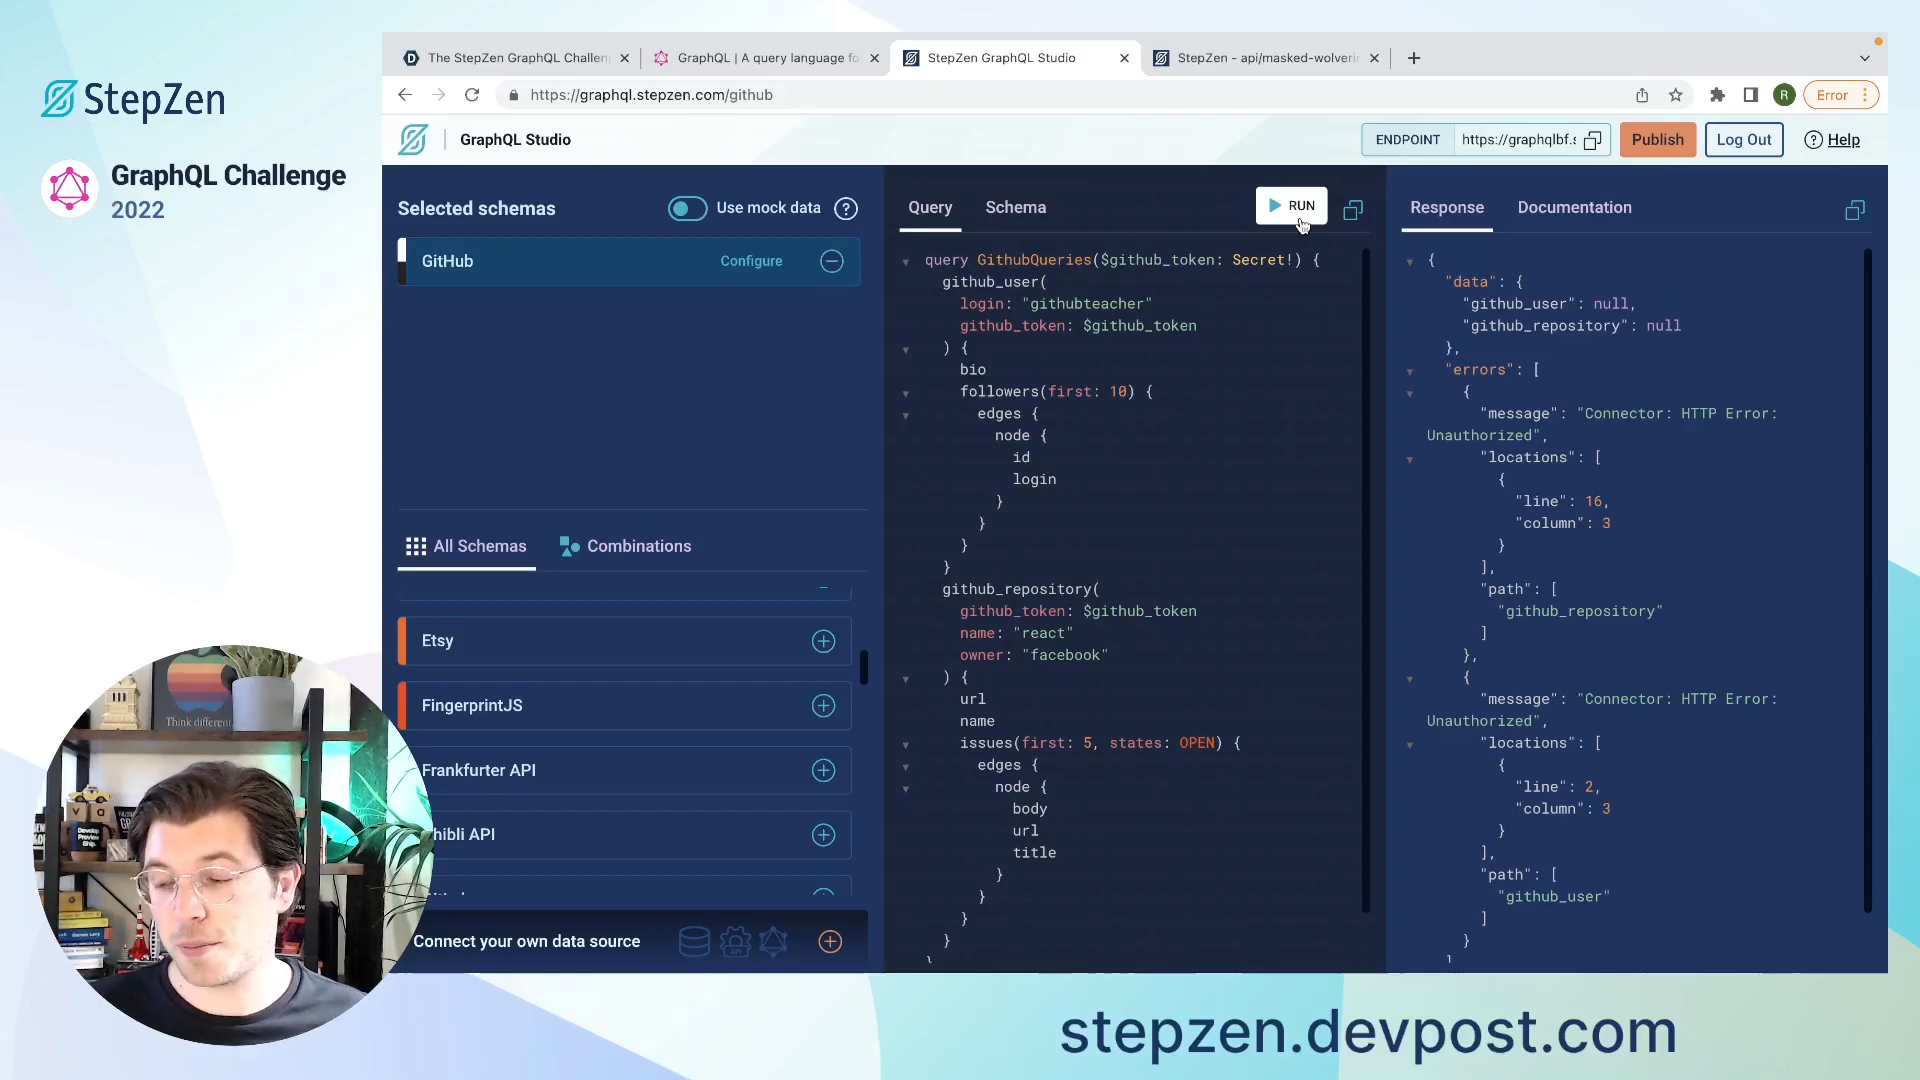 StepZen
GraphQL Challenge
2022
The StepZen GraphQL Challen
GraphQL | A query language fo
StepZen GraphQL Studio
StepZen - api/masked-wolverin
https://graphql.stepzen.com/github
R
Error
GraphQL Studio
ENDPOINT
https://graphqlbf.s
Publish
Log Out
Help
Selected schemas
Use mock data
GitHub
Configure
All Schemas
Combinations
Etsy
FingerprintJS
Frankfurter API
hibli API
Connect your own data source
API
Query
Schema
RUN
query GithubQueries($github_token: Secret!) {
github_user(
login: "githubteacher"
github_token: $github_token
) {
bio
followers(first: 10) {
edges {
node {
id
login
}
}
}
}
github_repository(
github_token: $github_token
name: "react"
owner: "facebook"
) {
url
name
issues(first: 5, states: OPEN) {
edges {
node {
body
url
title
}
}
}
}
}
Response
Documentation
{
"data": {
"github_user": null,
"github_repository": null
},
"errors": [
{
"message": "Connector: HTTP Error:
Unauthorized",
"locations": [
{
"line": 16,
"column": 3
}
],
"path": [
"github_repository"
]
},
{
"message": "Connector: HTTP Error:
Unauthorized",
"locations": [
{
"line": 2,
"column": 3
}
],
"path": [
"github_user"
]
}
]
Think different.
v a
Develop
Preview
Ship.
stepzen.devpost.com